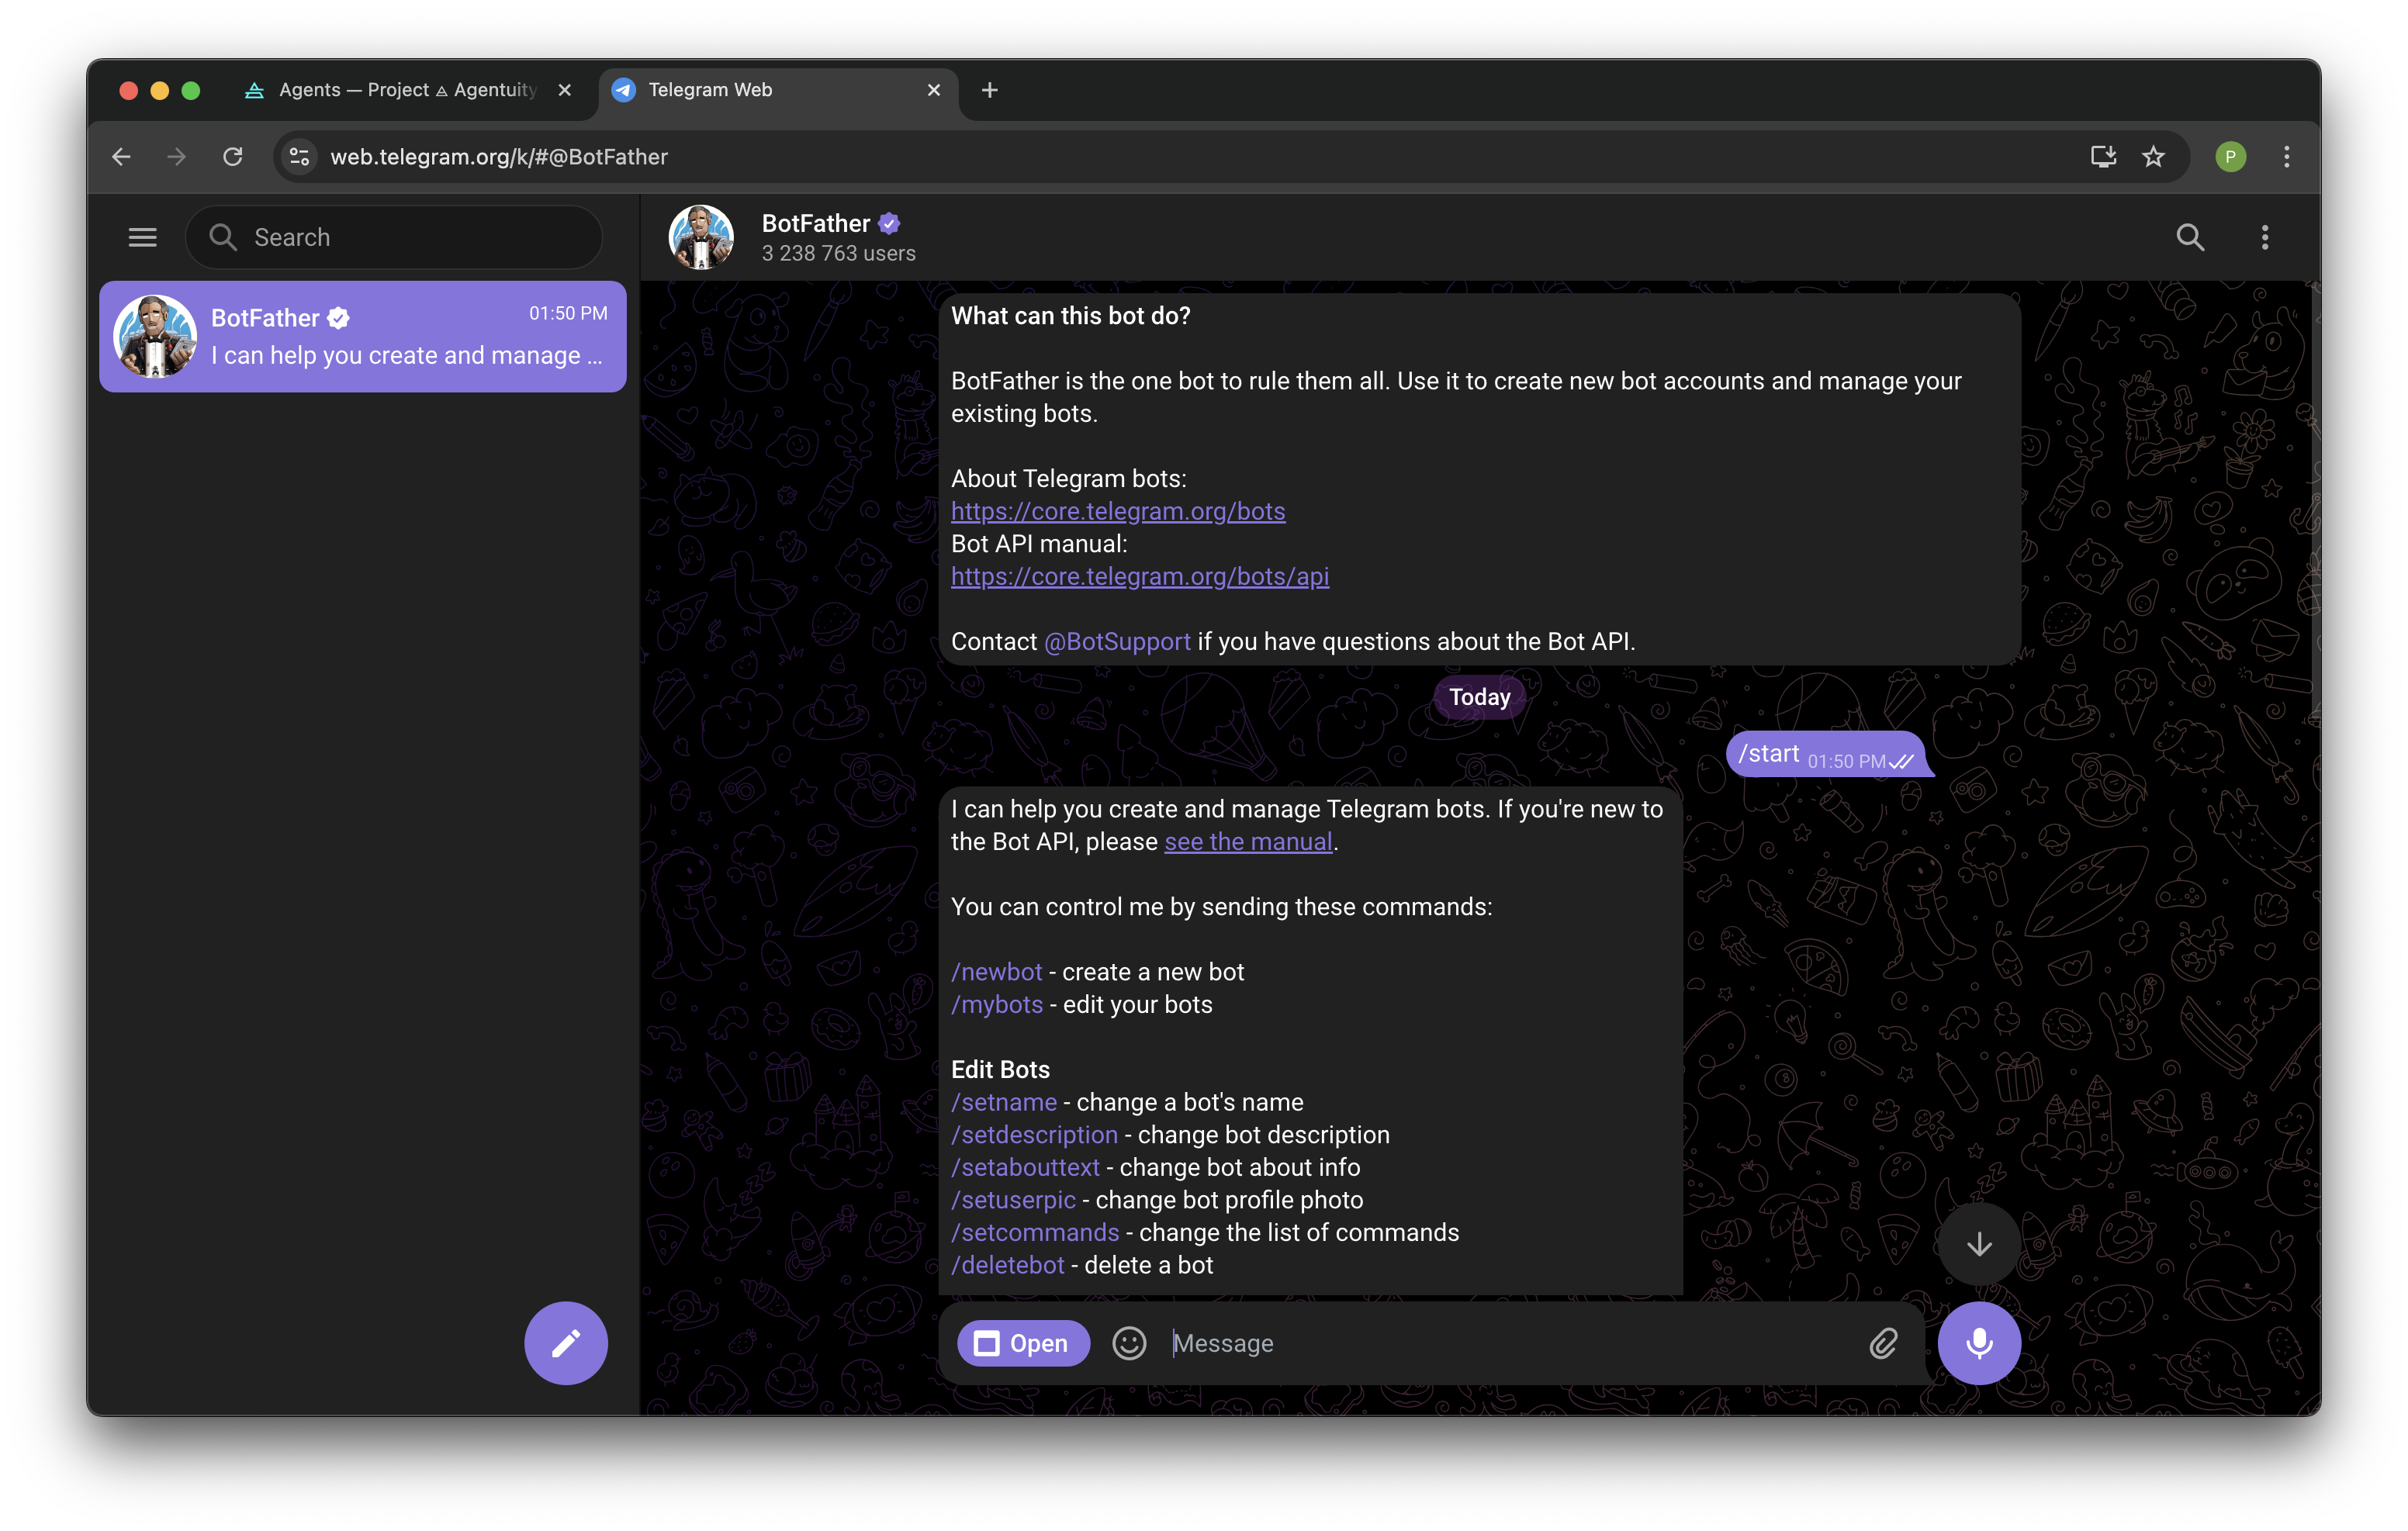 Agents — Project ⟁ Agentuity
Telegram Web
web.telegram.org/k/#@BotFather
P
Search
BotFather
01:50 PM
I can help you create and manage ...
BotFather
3 238 763 users
What can this bot do?
BotFather is the one bot to rule them all. Use it to create new bot accounts and manage your
existing bots.
About Telegram bots:
https://core.telegram.org/bots
Bot API manual:
https://core.telegram.org/bots/api
Contact @BotSupport if you have questions about the Bot API.
Today
/start 01:50 PM
I can help you create and manage Telegram bots. If you're new to
the Bot API, please see the manual.
You can control me by sending these commands:
/newbot - create a new bot
/mybots - edit your bots
Edit Bots
/setname - change a bot's name
/setdescription - change bot description
/setabouttext - change bot about info
/setuserpic - change bot profile photo
/setcommands - change the list of commands
/deletebot - delete a bot
Open
Message